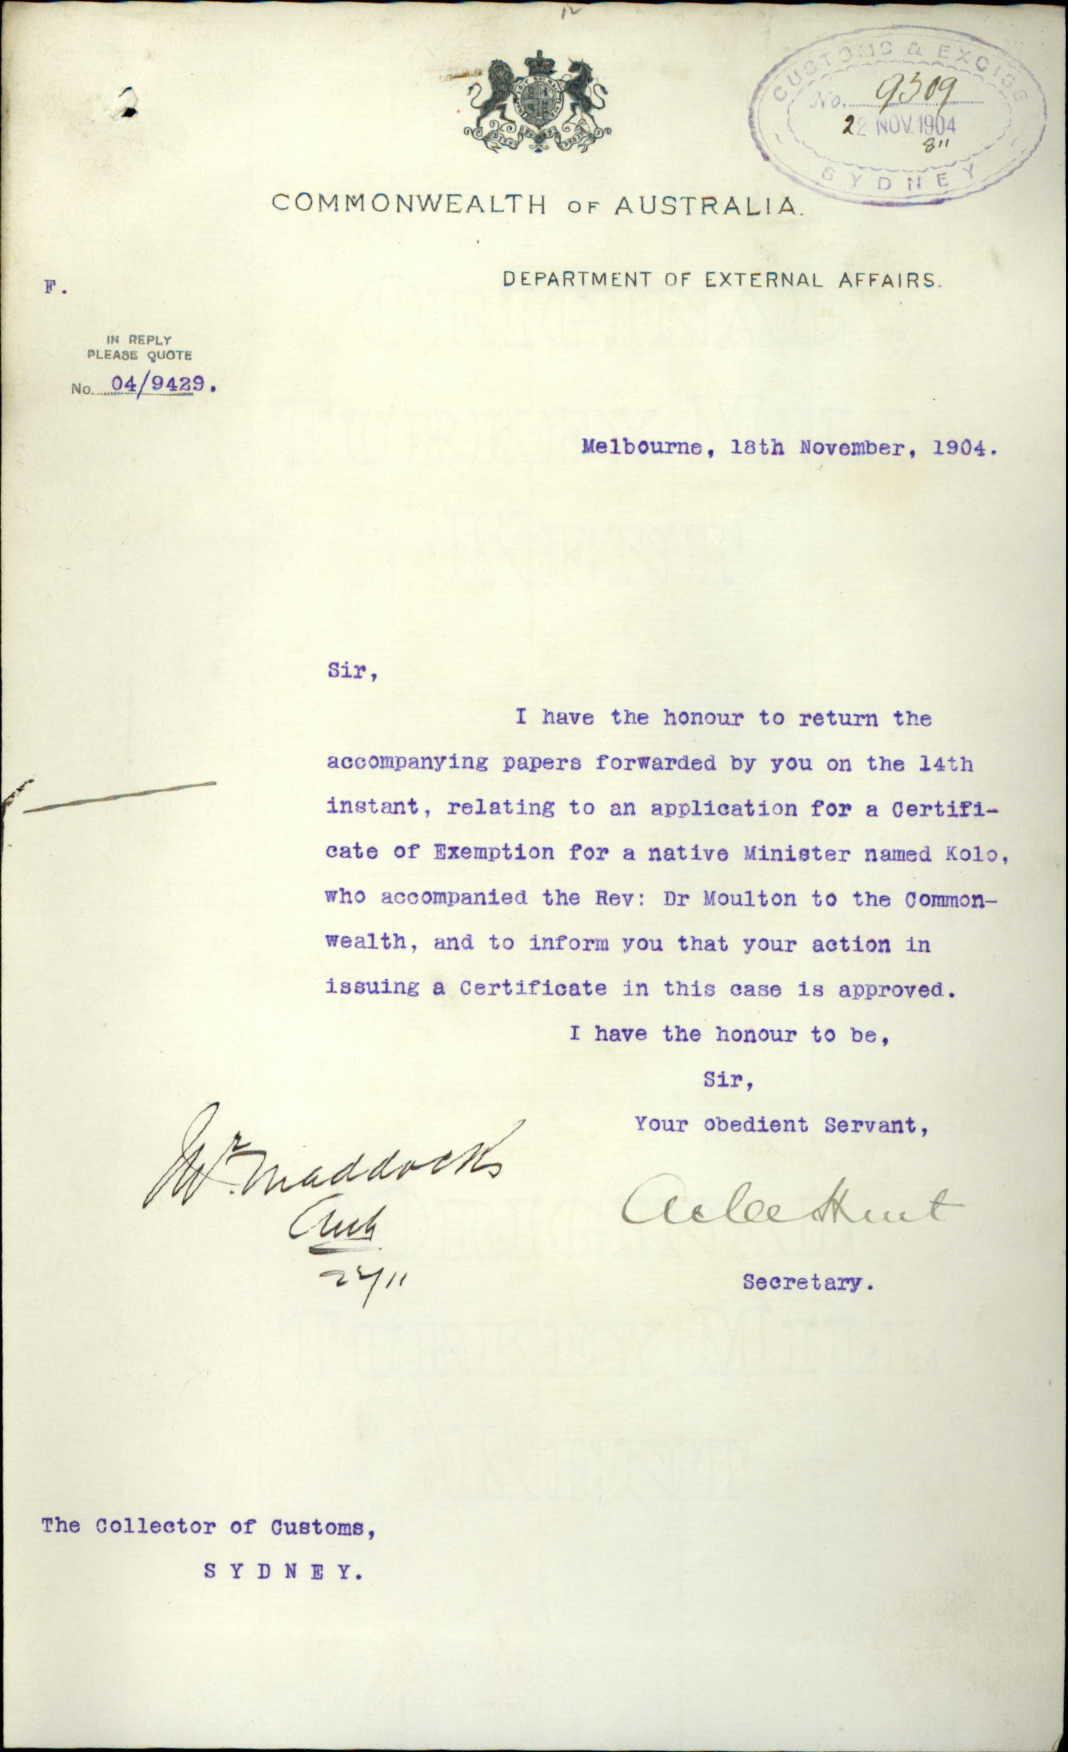 CUSTOMS & EXCISE
No. 9309
22 NOV. 1904
SYDNEY
COMMONWEALTH OF AUSTRALIA.
DEPARTMENT OF EXTERNAL AFFAIRS.
F.
IN REPLY
PLEASE QUOTE
No. 04/9429.
Melbourne, 18th November, 1904.
Sir,
I have the honour to return the
accompanying papers forwarded by you on the 14th
instant, relating to an application for a Certifi-
cate of Exemption for a native Minister named Kolo,
who accompanied the Rev: Dr Moulton to the Common-
wealth, and to inform you that your action in
issuing a Certificate in this case is approved.
I have the honour to be,
Sir,
Your obedient Servant,
Mr. Maddocks
Atlee Hunt
22/11
Secretary.
The Collector of Customs,
SYDNEY.